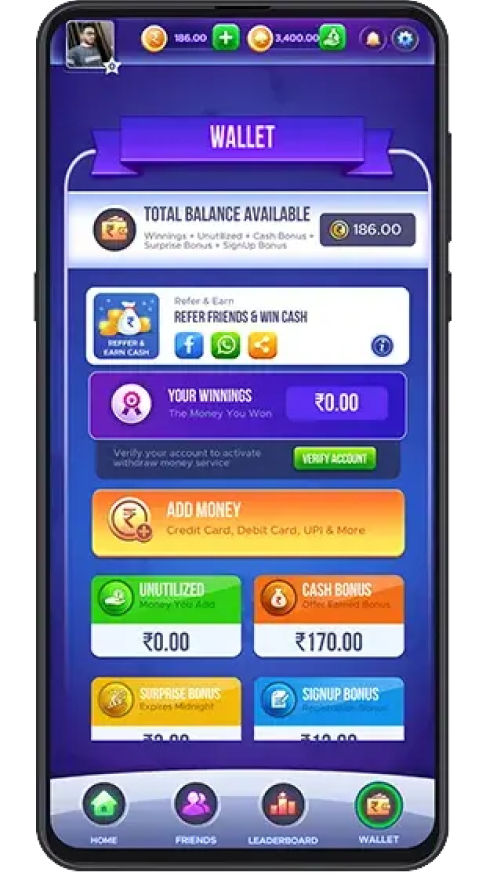 186.00
3,400.00
WALLET
TOTAL BALANCE AVAILABLE
Winnings + Unutilized + Cash Bonus +
Surprise Bonus + SignUp Bonus
186.00
Refer & Earn
REFER FRIENDS & WIN CASH
REFFER &
EARN CASH
YOUR WINNINGS
The Money You Won
₹0.00
Verify your account to activate
withdraw money service
VERIFY ACCOUNT
ADD MONEY
Credit Card, Debit Card, UPI & More
UNUTILIZED
Money You Add
₹0.00
CASH BONUS
Offer Earned Bonus
₹170.00
SURPRISE BONUS
Expires Midnight
SIGNUP BONUS
Registration Bonus
HOME
FRIENDS
LEADERBOARD
WALLET